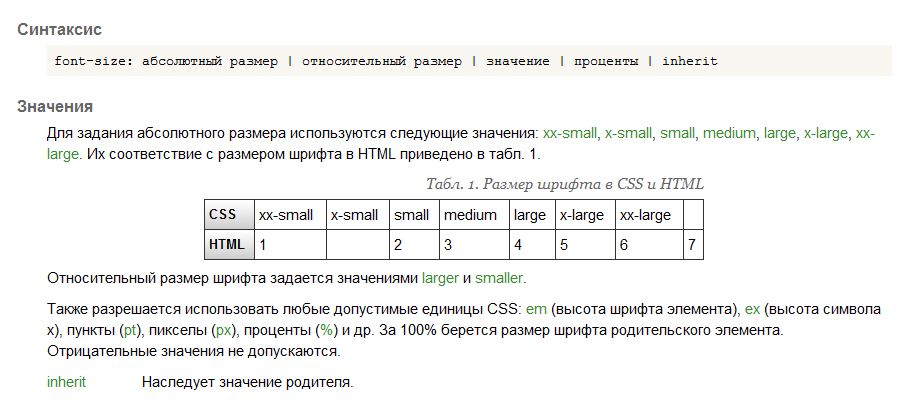 Синтаксис
font-size: абсолютный размер | относительный размер | значение | проценты | inherit
Значения
Для задания абсолютного размера используются следующие значения: xx-small, x-small, small, medium, large, x-large, xx-
large. Их соответствие с размером шрифта в HTML приведено в табл. 1.
Табл. 1. Размер шрифта в CSS и HTML
CSS xx-small x-small small medium large x-large xx-large
HTML 1 2 3 4 5 6 7
Относительный размер шрифта задается значениями larger и smaller.
Также разрешается использовать любые допустимые единицы CSS: em (высота шрифта элемента), ex (высота символа
х), пункты (pt), пикселы (px), проценты (%) и др. За 100% берется размер шрифта родительского элемента.
Отрицательные значения не допускаются.
inherit Наследует значение родителя.